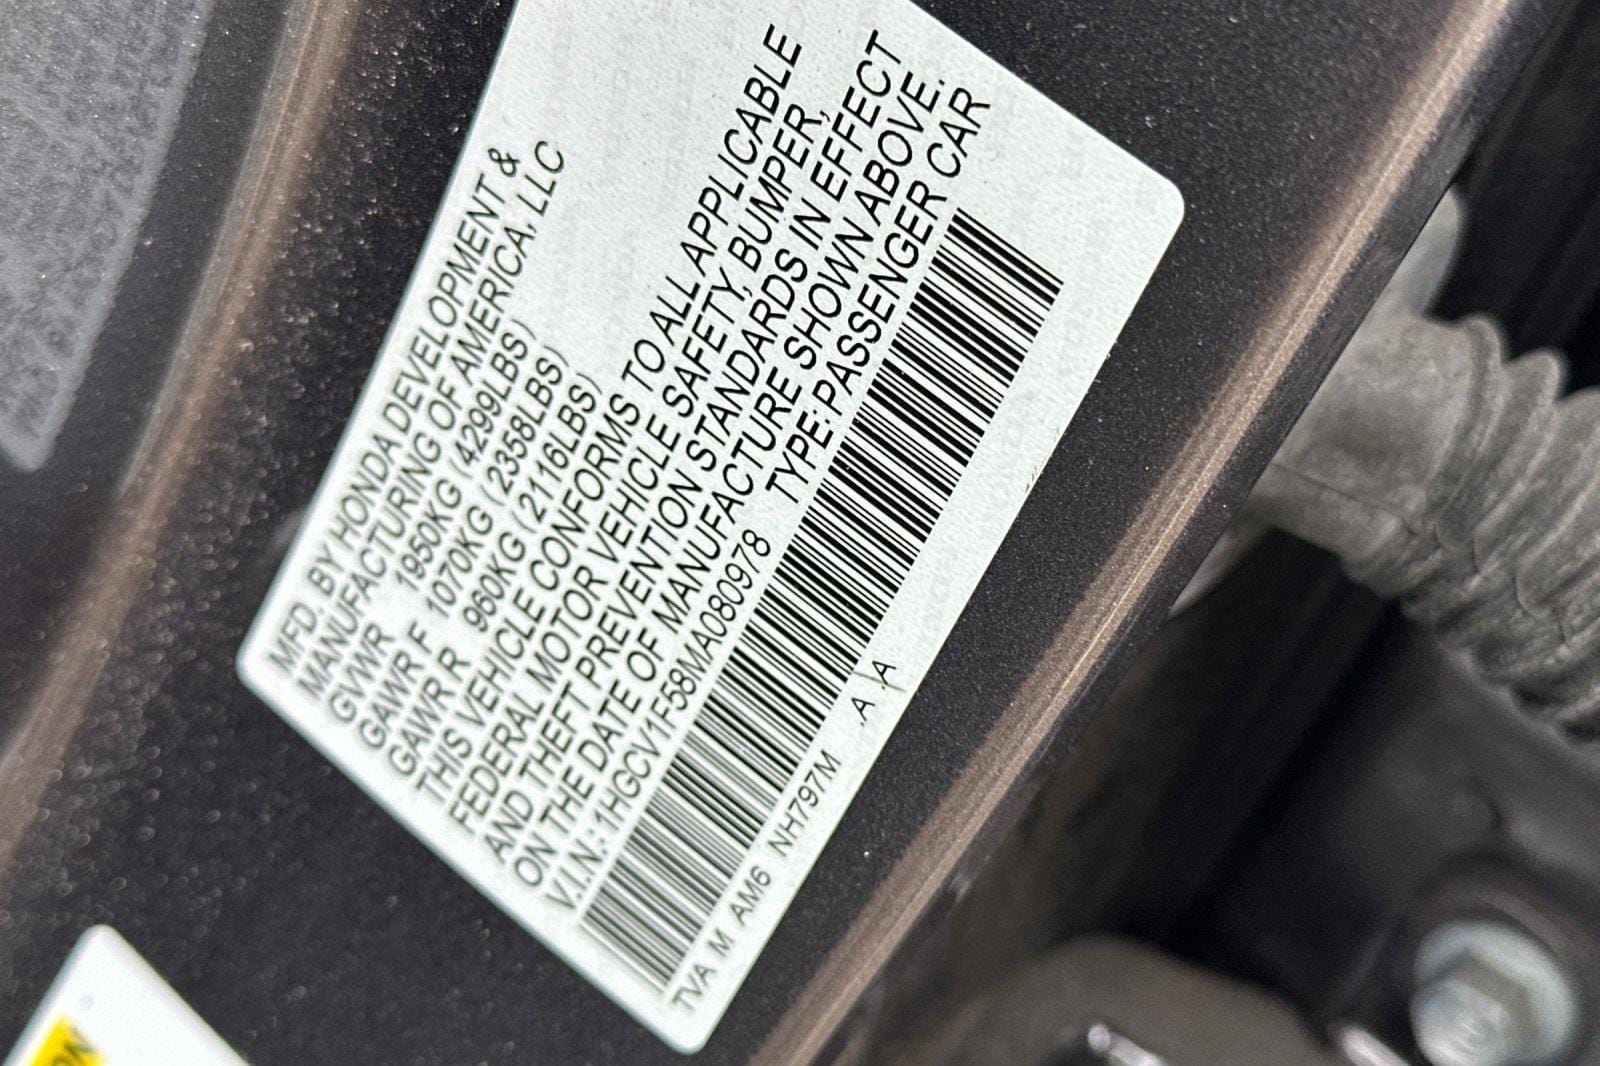 MFD. BY HONDA DEVELOPMENT &
MANUFACTURING OF AMERICA, LLC
GVWR 1950KG (4299LBS)
GAWR F 1070KG (2358LBS)
GAWR R 960KG (2116LBS)
THIS VEHICLE CONFORMS TO ALL APPLICABLE
FEDERAL MOTOR VEHICLE SAFETY, BUMPER,
AND THEFT PREVENTION STANDARDS IN EFFECT
ON THE DATE OF MANUFACTURE SHOWN ABOVE.
V.I.N.: 1HGCV1F58MA080978 TYPE: PASSENGER CAR
TVA M AM6 NH797M .A .A